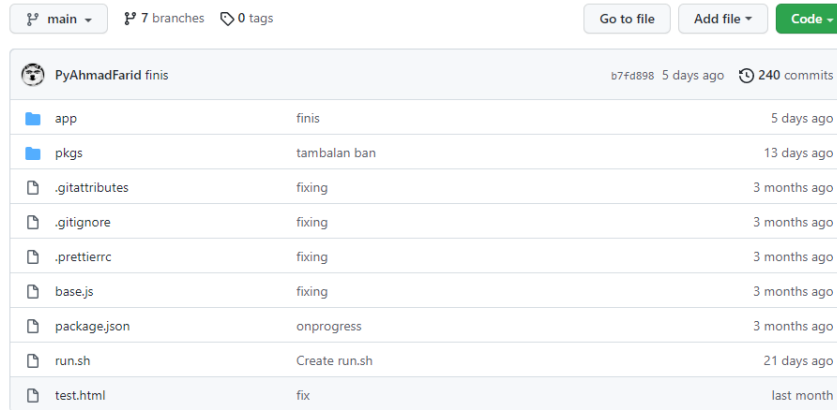 main 7 branches 0 tags Go to file Add file Code
PyAhmadFarid finis b7fd898 5 days ago 240 commits
app finis 5 days ago
pkgs tambalan ban 13 days ago
.gitattributes fixing 3 months ago
.gitignore fixing 3 months ago
.prettierrc fixing 3 months ago
base.js fixing 3 months ago
package.json onprogress 3 months ago
run.sh Create run.sh 21 days ago
test.html fix last month